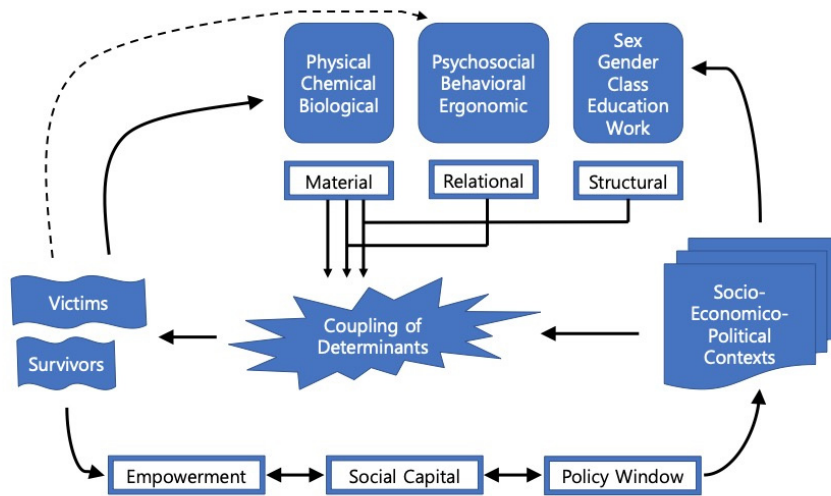 Physical
Chemical
Biological
Psychosocial
Behavioral
Ergonomic
Sex
Gender
Class
Education
Work
Material
Relational
Structural
Victims
Survivors
Coupling of
Determinants
Socio-
Economico-
Political
Contexts
Empowerment
Social Capital
Policy Window